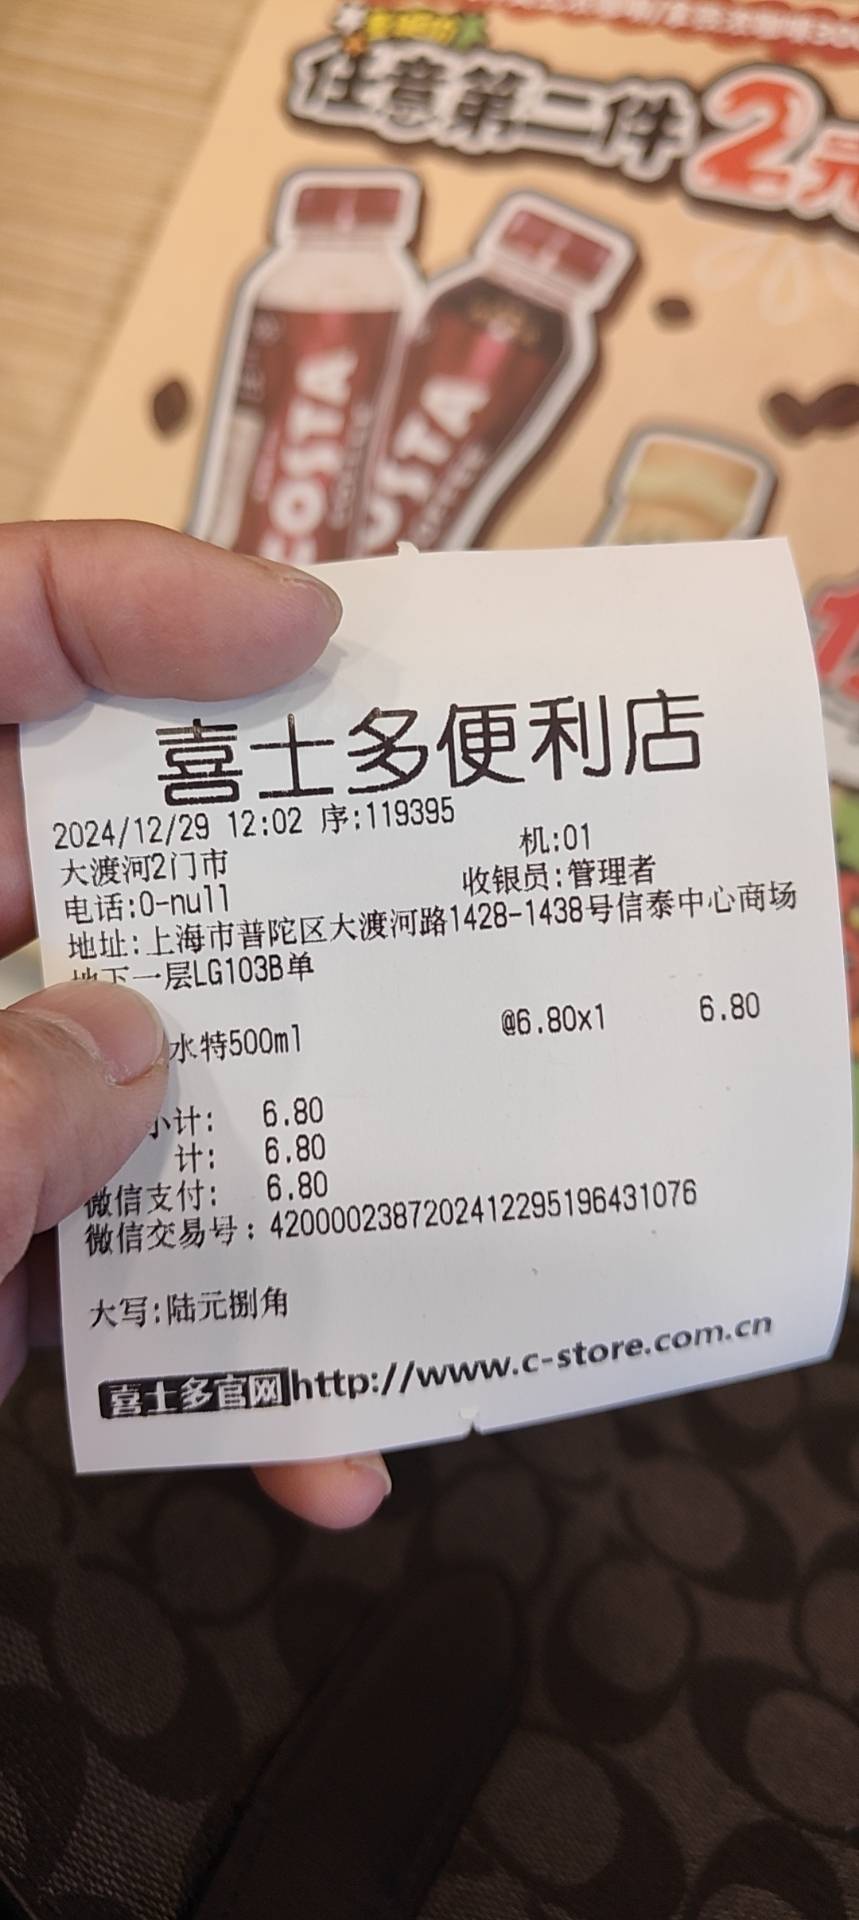 任意第二件2元
COSTA
COSTA
喜士多便利店
2024/12/29 12:02 序:119395
大渡河2门市 机:01
电话:0-null 收银员:管理者
地址:上海市普陀区大渡河路1428-1438号信泰中心商场
地下一层LG103B单
水特500ml @6.80x1 6.80
小计: 6.80
计: 6.80
微信支付: 6.80
微信交易号: 4200002387202412295196431076
大写:陆元捌角
喜士多官网http://www.c-store.com.cn